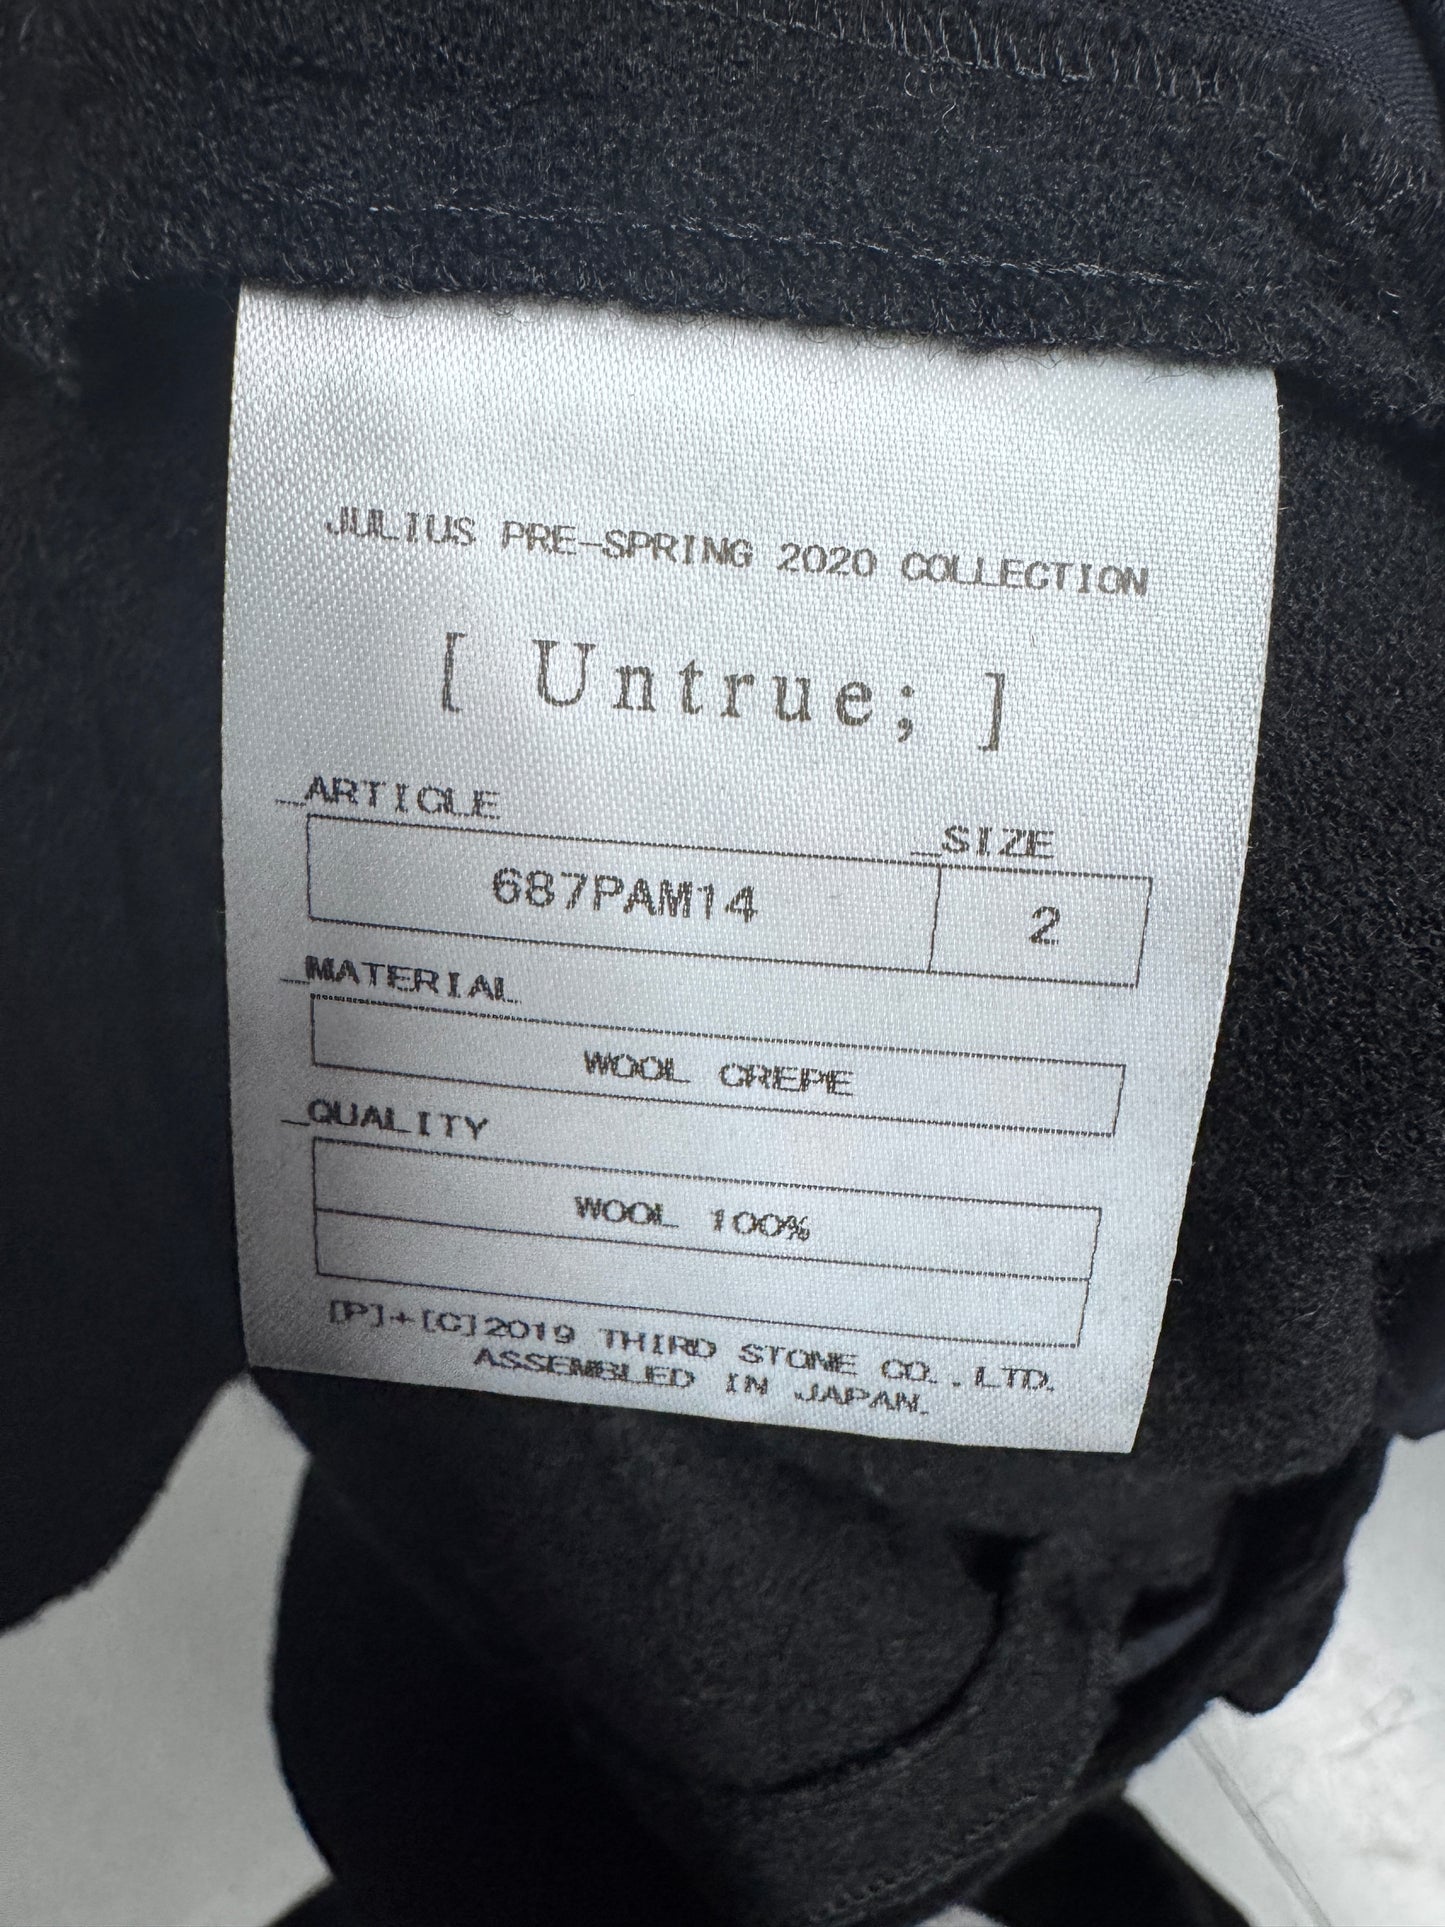 JULIUS PRE-SPRING 2020 COLLECTION
[ Untrue; ]
_ARTICLE
_SIZE
687PAM14
2
_MATERIAL
WOOL CREPE
_QUALITY
WOOL 100%
[P]+[C]2019 THIRD STONE CO.,LTD.
ASSEMBLED IN JAPAN.